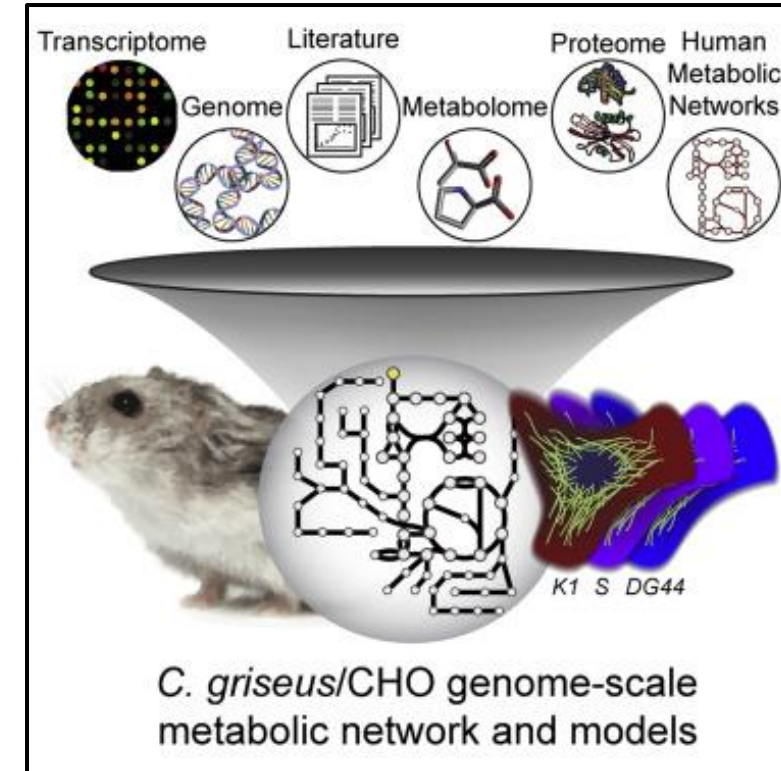 Transcriptome
Genome
Literature
Metabolome
Proteome
Human
Metabolic
Networks
K1 S DG44
C. griseus/CHO genome-scale
metabolic network and models